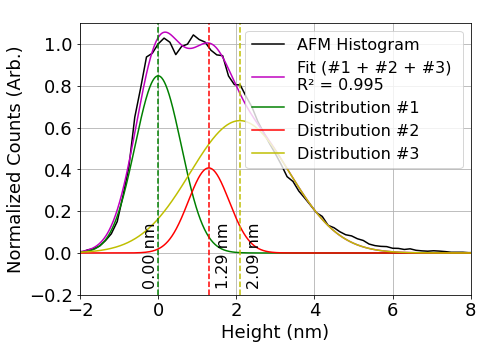 Normalized Counts (Arb.)
1.0
0.8
0.6
0.4
0.2
0.0
−0.2
AFM Histogram
Fit (#1 + #2 + #3)
R² = 0.995
Distribution #1
Distribution #2
Distribution #3
0.00 nm
1.29 nm
2.09 nm
−2
0
2
4
6
8
Height (nm)